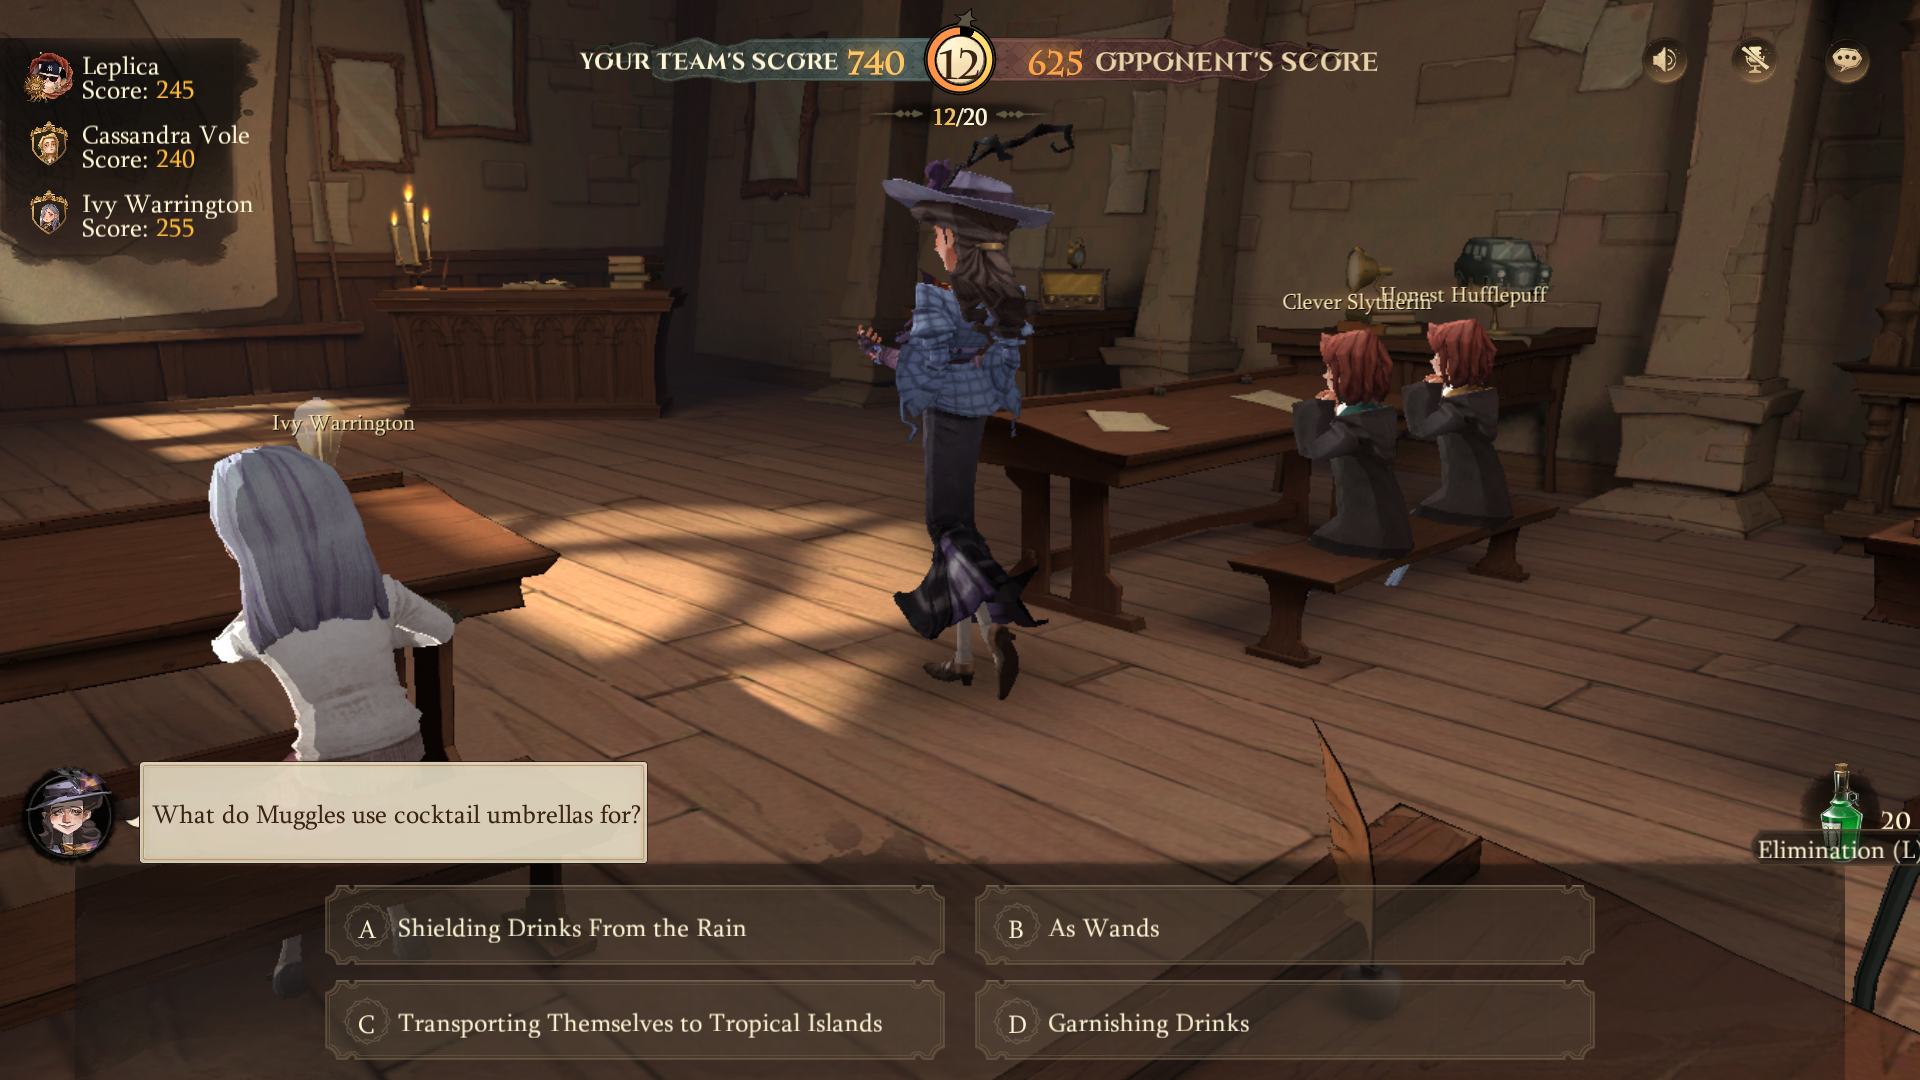 Leplica
Score: 245
Cassandra Vole
Score: 240
Ivy Warrington
Score: 255
YOUR TEAM'S SCORE 740
12
625 OPPONENT'S SCORE
12/20
Clever Slytherin
Honest Hufflepuff
Ivy Warrington
What do Muggles use cocktail umbrellas for?
20
Elimination (L)
A Shielding Drinks From the Rain
B As Wands
C Transporting Themselves to Tropical Islands
D Garnishing Drinks